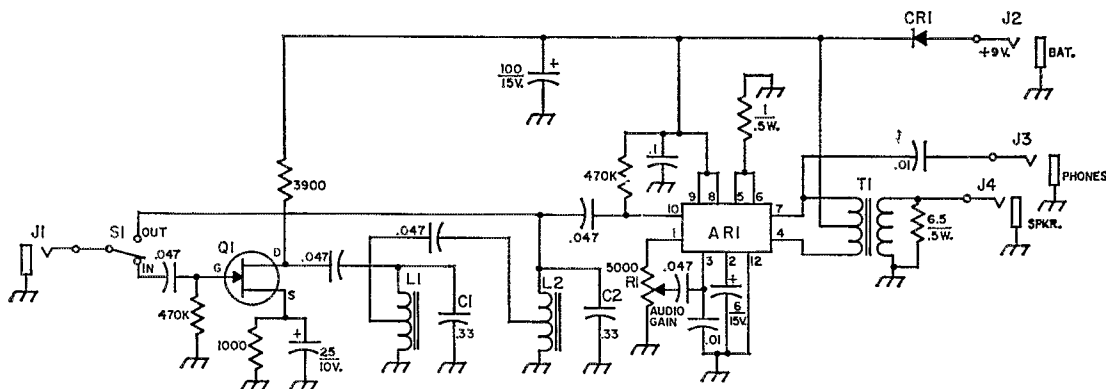 CR1
J2
+9V.
BAT.
100
15V.
+
1
.5W.
3900
470K
.1
J3
.01
PHONES
T1
J4
6.5
.5W.
SPKR.
9
8
5
6
10
7
AR1
1
4
3
2
12
.047
J1
S1
OUT
IN
.047
Q1
G
D
S
.047
.047
L1
C1
.33
L2
C2
.33
470K
1000
+
25
10V.
5000
R1
AUDIO
GAIN
.047
.01
+
6
15V.